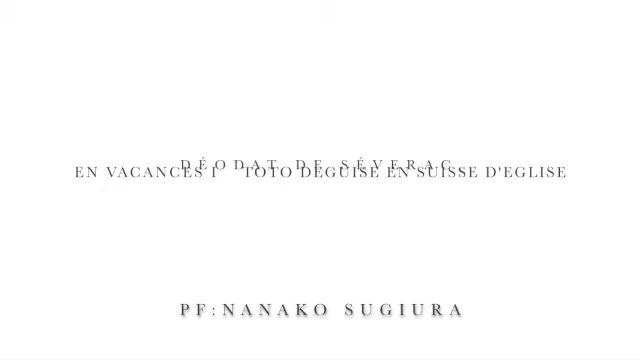 DÉODAT DE SÉVERAC
EN VACANCES I TOTO DEGUISE EN SUISSE D'EGLISE
PF:NANAKO SUGIURA